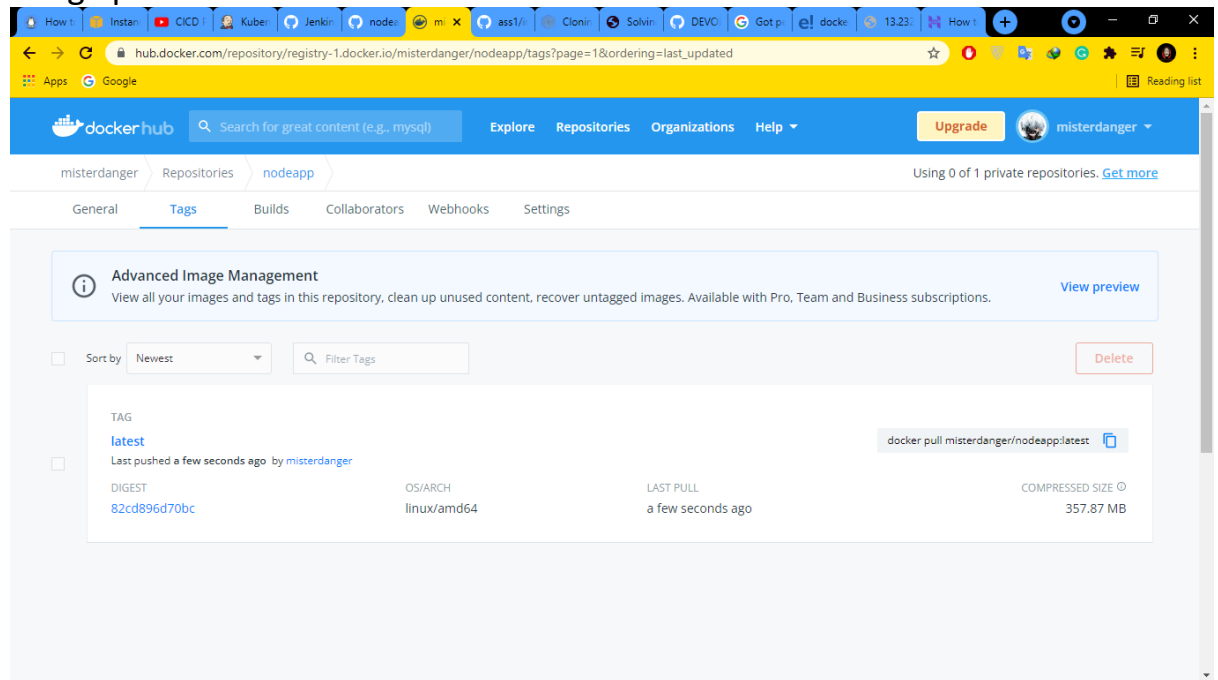 How t
Instan
CICD F
Kuber
Jenkin
node
mi
ass1/
Clonin
Solvin
DEVO
Got p
docke
13.232
How t
hub.docker.com/repository/registry-1.docker.io/misterdanger/nodeapp/tags?page=1&ordering=last_updated
Apps Google Reading list
dockerhub Search for great content (e.g., mysql) Explore Repositories Organizations Help Upgrade misterdanger
misterdanger Repositories nodeapp Using 0 of 1 private repositories. Get more
General Tags Builds Collaborators Webhooks Settings
Advanced Image Management
View all your images and tags in this repository, clean up unused content, recover untagged images. Available with Pro, Team and Business subscriptions.
View preview
Sort by Newest Filter Tags Delete
TAG
latest docker pull misterdanger/nodeapp:latest
Last pushed a few seconds ago by misterdanger
DIGEST OS/ARCH LAST PULL COMPRESSED SIZE
82cd896d70bc linux/amd64 a few seconds ago 357.87 MB